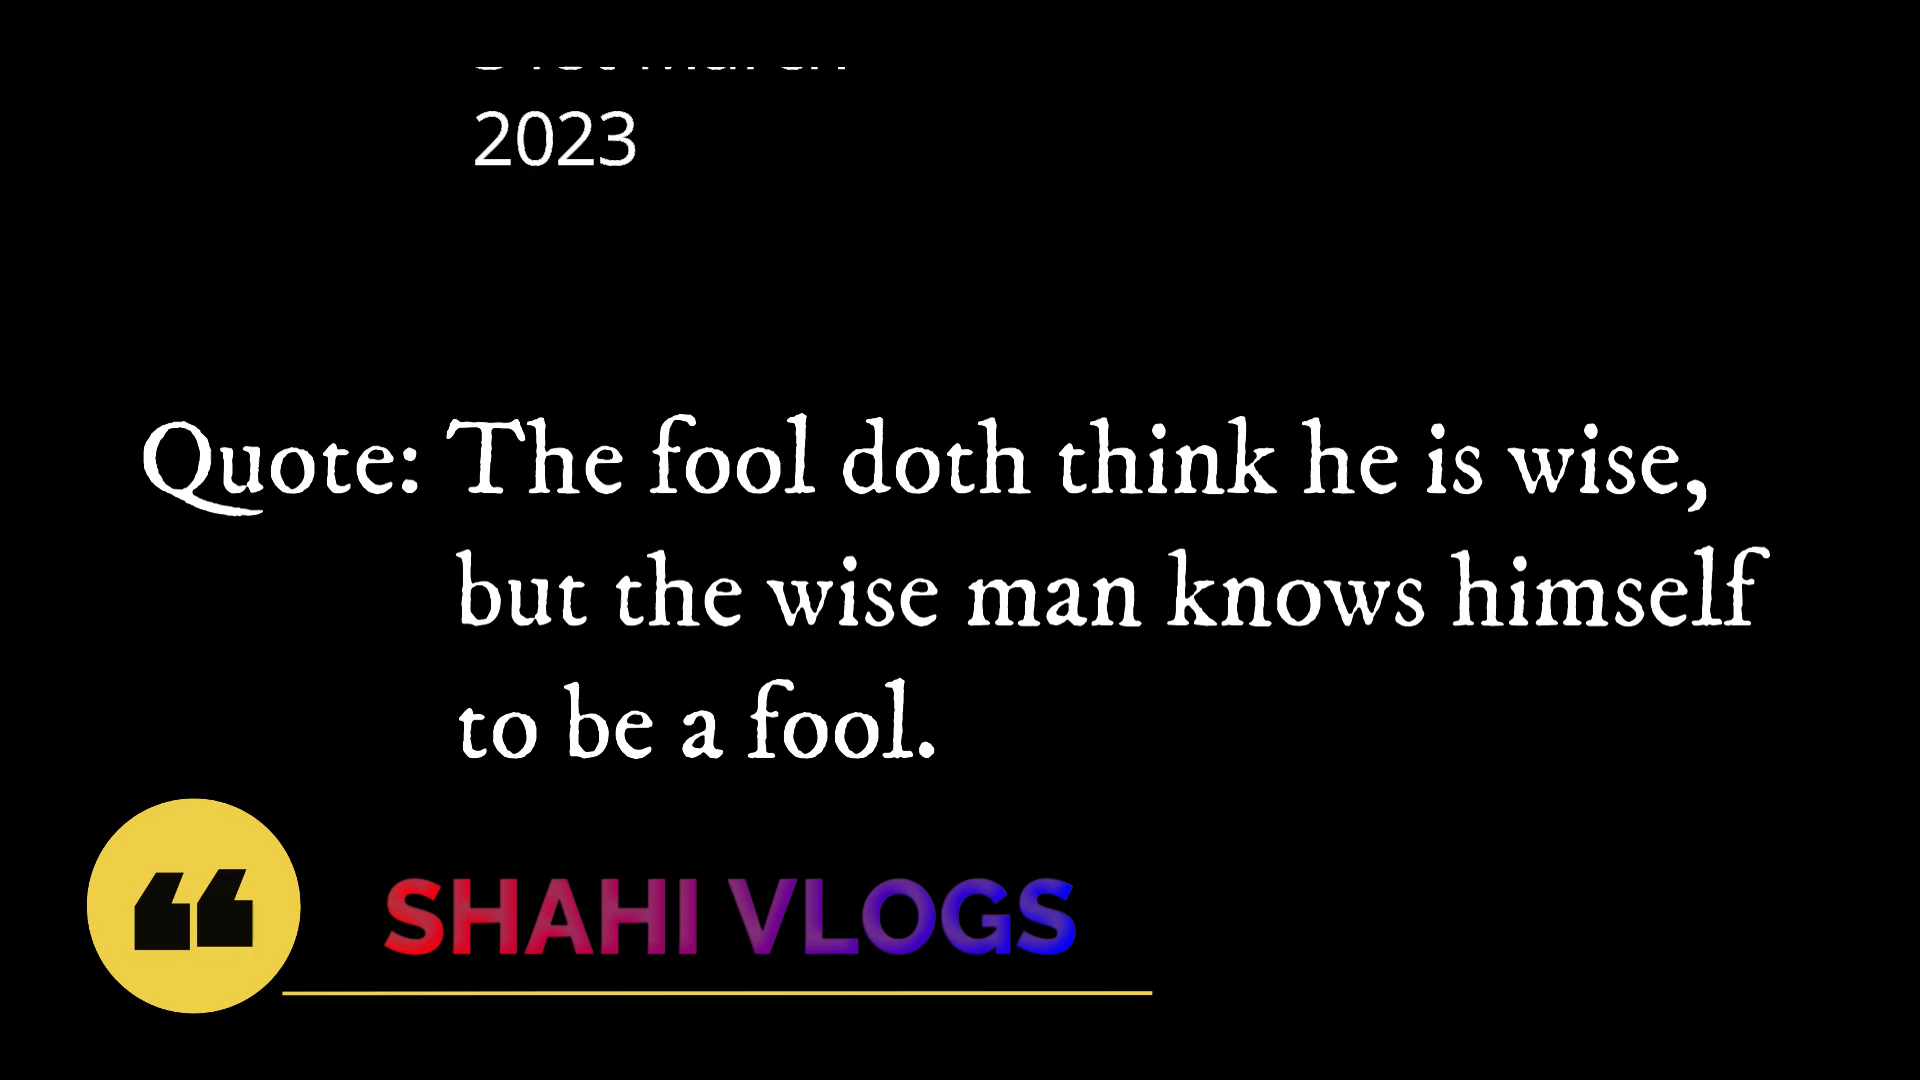 2023
Quote: The fool doth think he is wise,
but the wise man knows himself
to be a fool.
SHAHI VLOGS